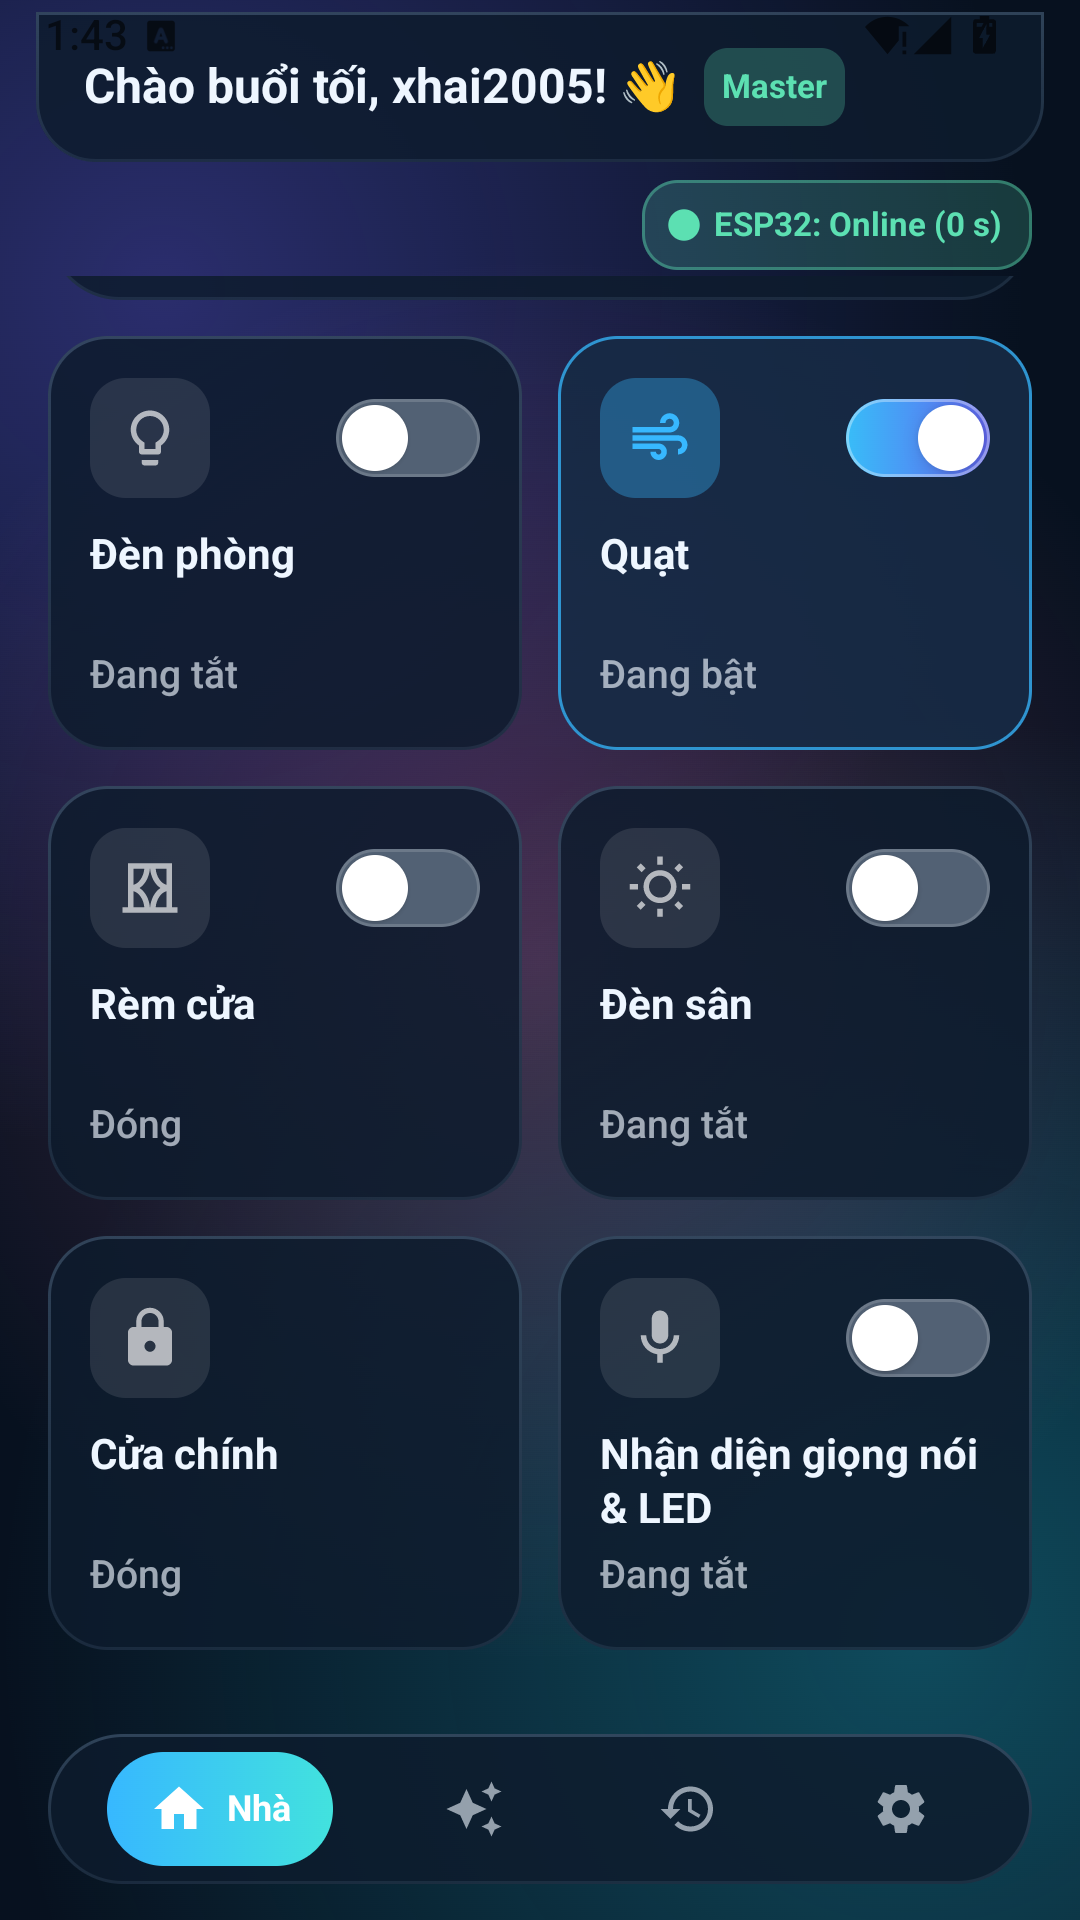 1:43
A
Chào buổi tối, xhai2005! 👋
Master
ESP32: Online (0 s)
Đèn phòng
Đang tắt
Quạt
Đang bật
Rèm cửa
Đóng
Đèn sân
Đang tắt
Cửa chính
Đóng
Nhận diện giọng nói
& LED
Đang tắt
Nhà